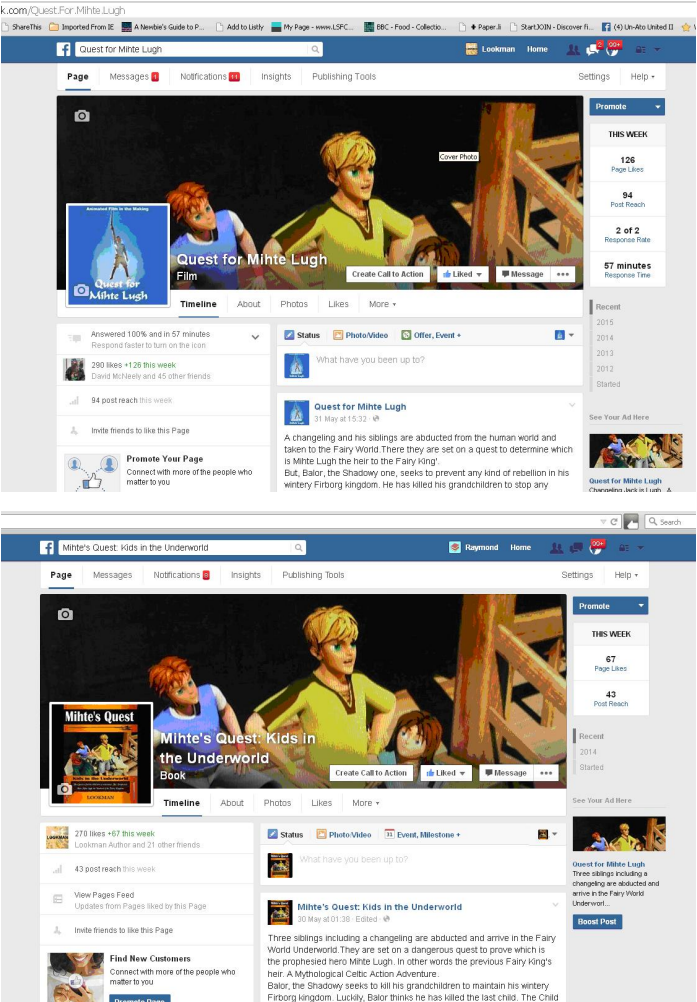 k.com/Quest.For.Mihte.Lugh
ShareThis Imported From IE A Newbie's Guide to P... Add to Listly My Page - www.LSFC... BBC - Food - Collectio... Paper.li StartJOIN - Discover fi... (4) Un-Ato United II
Quest for Mihte Lugh Lookman Home 2 99+
Page Messages 1 Notifications 11 Insights Publishing Tools Settings Help
Promote
THIS WEEK
126
Page Likes
94
Post Reach
2 of 2
Response Rate
57 minutes
Response Time
Cover Photo
Animated Film in the Making
Quest for
Mihte Lugh
Quest for Mihte Lugh
Film
Create Call to Action Liked Message
Timeline About Photos Likes More
Recent
2015
2014
2013
2012
Started
Answered 100% and in 57 minutes
Respond faster to turn on the icon
290 likes +126 this week
David McNeely and 45 other friends
94 post reach this week
Invite friends to like this Page
Promote Your Page
Connect with more of the people who
matter to you
Status Photo/Video Offer, Event +
What have you been up to?
Quest for Mihte Lugh
31 May at 15:32
A changeling and his siblings are abducted from the human world and
taken to the Fairy World.There they are set on a quest to determine which
is Mihte Lugh the heir to the Fairy King'.
But, Balor, the Shadowy one, seeks to prevent any kind of rebellion in his
wintery Firborg kingdom. He has killed his grandchildren to stop any
See Your Ad Here
Quest for Mihte Lugh
Changeling Jack is Lugh. A
Search
Mihte's Quest: Kids in the Underworld Raymond Home 99+
Page Messages Notifications 8 Insights Publishing Tools Settings Help
Promote
THIS WEEK
67
Page Likes
43
Post Reach
Mihte's Quest
Kids in the Underworld
LOOKMAN
Mihte's Quest: Kids in
the Underworld
Book
Create Call to Action Liked Message
Timeline About Photos Likes More
Recent
2014
Started
270 likes +67 this week
Lookman Author and 21 other friends
43 post reach this week
View Pages Feed
Updates from Pages liked by this Page
Invite friends to like this Page
Find New Customers
Connect with more of the people who
matter to you
Promote Page
Status Photo/Video 31 Event, Milestone +
What have you been up to?
Mihte's Quest: Kids in the Underworld
30 May at 01:38 · Edited ·
Three siblings including a changeling are abducted and arrive in the Fairy
World Underworld.They are set on a dangerous quest to prove which is
the prophesied hero Mihte Lugh. In other words the previous Fairy King's
heir. A Mythological Celtic Action Adventure.
Balor, the Shadowy seeks to kill his grandchildren to maintain his wintery
Firborg kingdom. Luckily, Balor thinks he has killed the last child. The Child
See Your Ad Here
Quest for Mihte Lugh
Three siblings including a
changeling are abducted and
arrive in the Fairy World
Underworl...
Boost Post